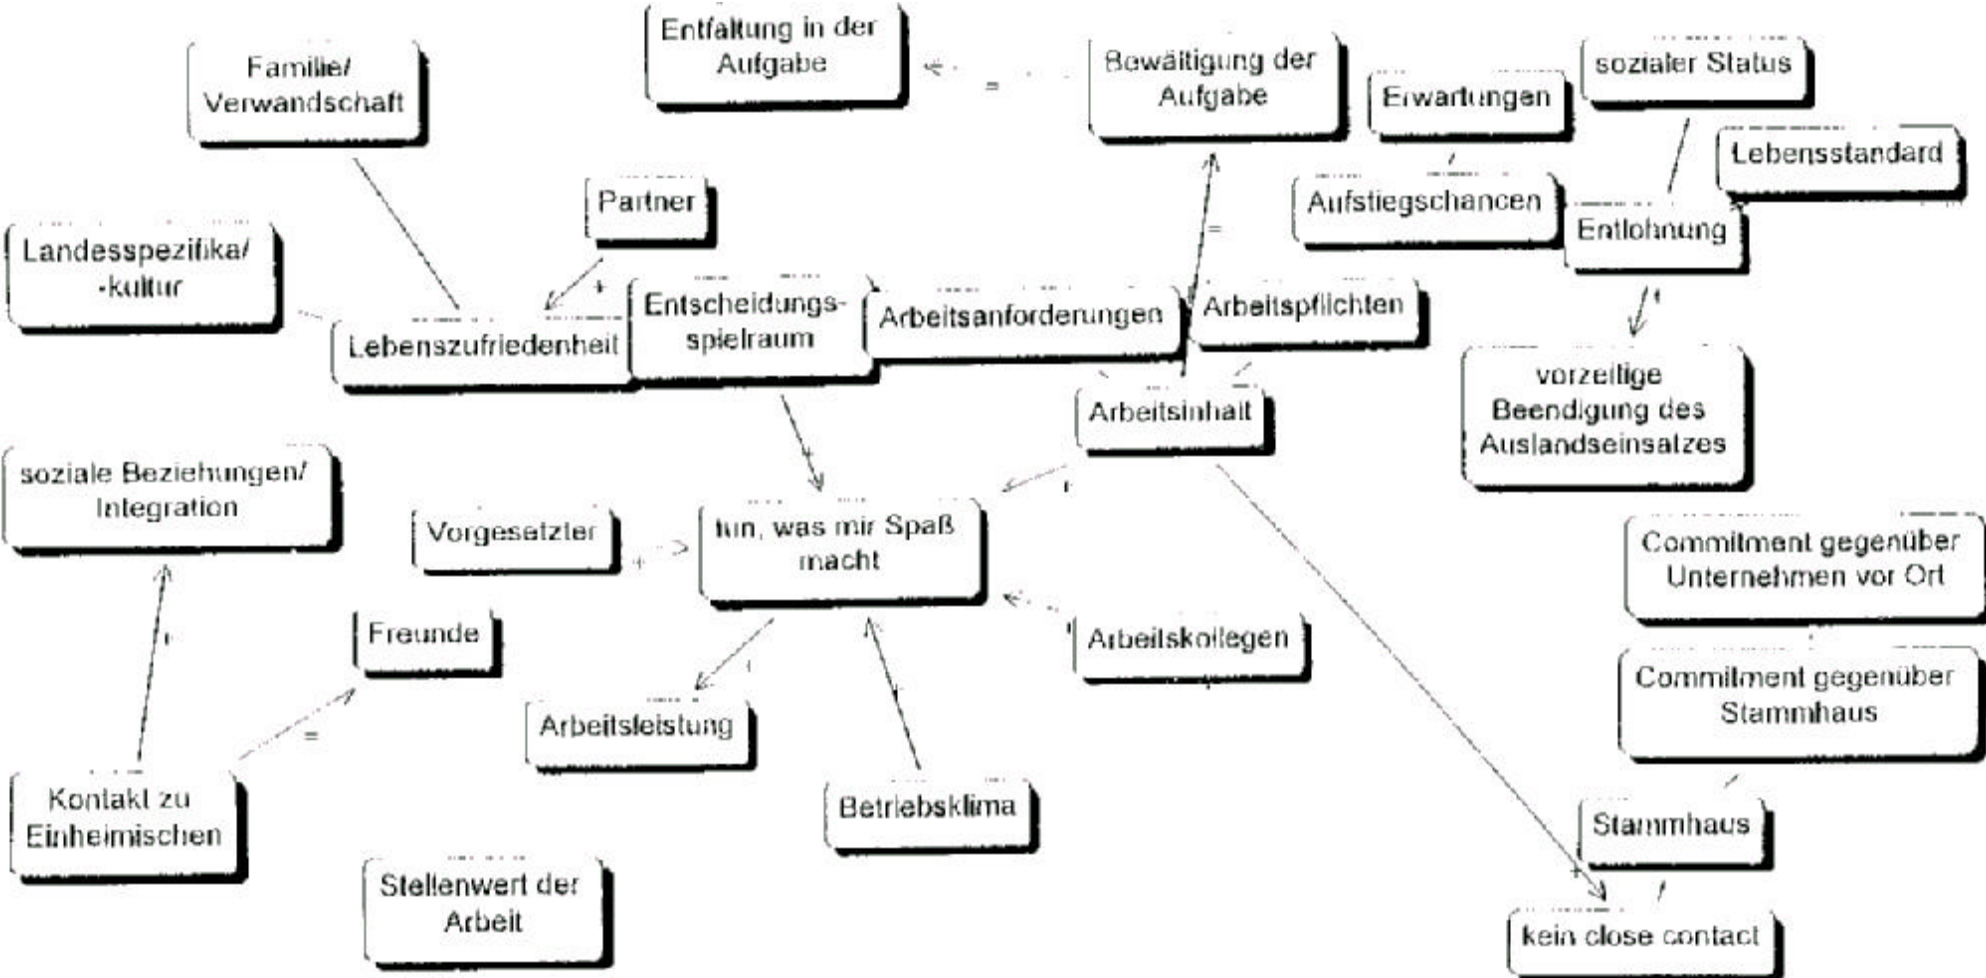 Familie/
Verwandschaft
Entfaltung in der
Aufgabe
Bewältigung der
Aufgabe
Erwartungen
sozialer Status
Lebensstandard
Partner
Aufstiegschancen
Entlohnung
Landesspezifika/
-kultur
Lebenszufriedenheit
Entscheidungs-
spielraum
Arbeitsanforderungen
Arbeitspflichten
vorzeitige
Beendigung des
Auslandseinsatzes
Arbeitsinhalt
soziale Beziehungen/
Integration
Vorgesetzter
tun, was mir Spaß
macht
Commitment gegenüber
Unternehmen vor Ort
Freunde
Arbeitskollegen
Commitment gegenüber
Stammhaus
Arbeitsleistung
Kontakt zu
Einheimischen
Betriebsklima
Stammhaus
Stellenwert der
Arbeit
kein close contact